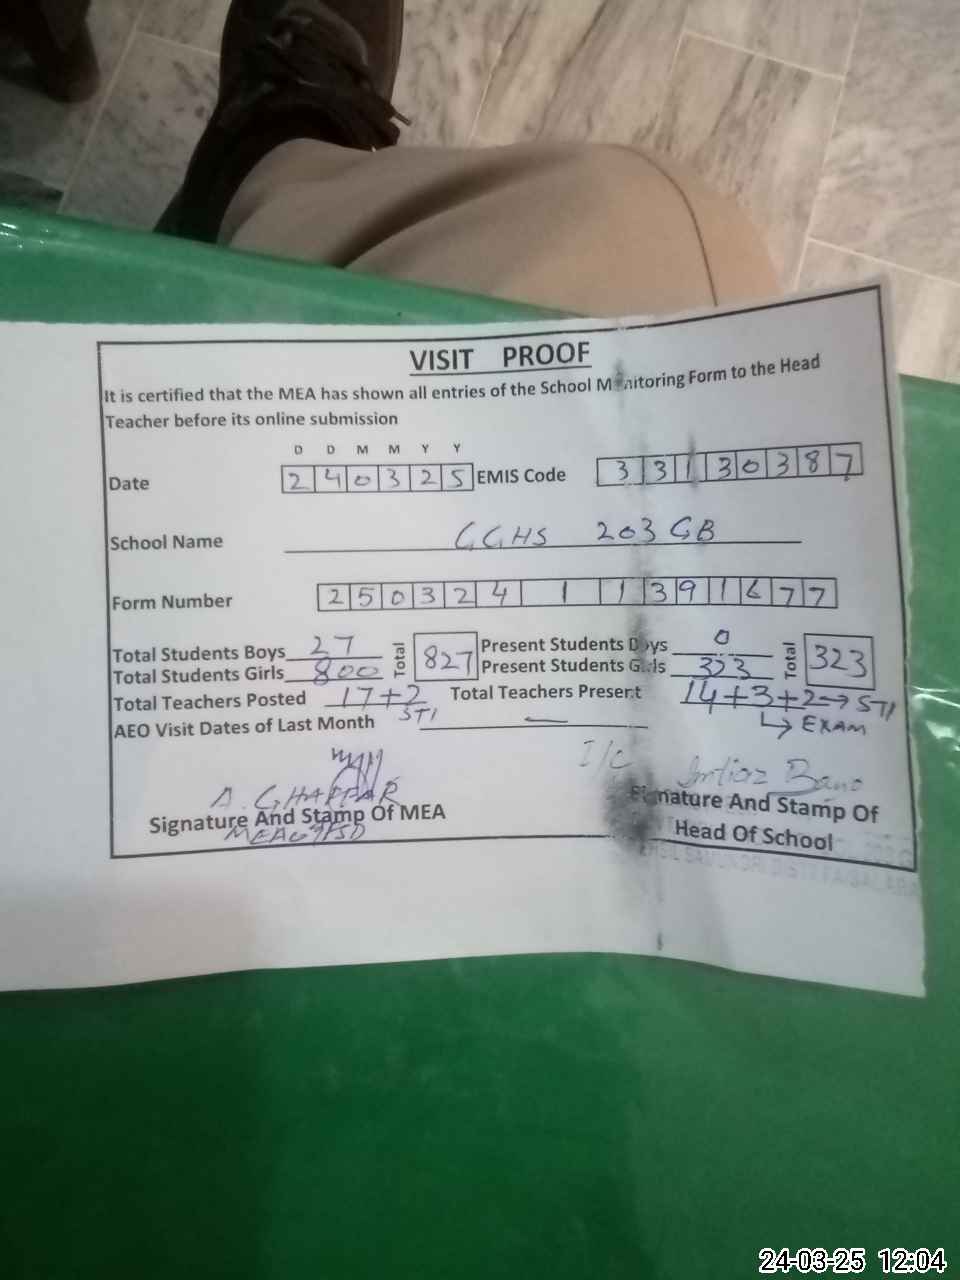 VISIT PROOF
It is certified that the MEA has shown all entries of the School Monitoring Form to the Head
Teacher before its online submission
D D M M Y Y
Date 2 4 0 3 2 5 EMIS Code 3 3 1 3 0 3 8 7
School Name GGHS 203 GB
Form Number 2 5 0 3 2 4 1 1 3 9 1 6 7 7
Total Students Boys 27 Total 827 Present Students Boys 0 Total 323
Total Students Girls 800 Present Students Girls 323
Total Teachers Posted 17+2 STI Total Teachers Present 14+3+2→STI
↳ EXAM
AEO Visit Dates of Last Month —
I/C Imtiaz Bano
A. GHAFFAR
Signature And Stamp Of MEA Signature And Stamp Of
Head Of School
24-03-25 12:04